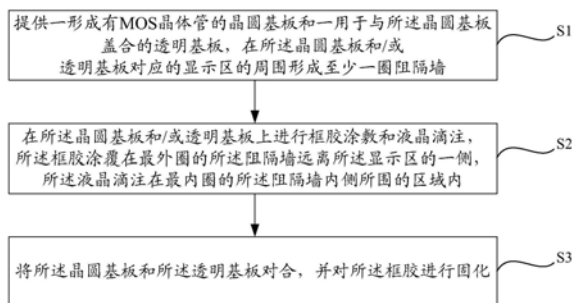 提供一形成有MOS晶体管的晶圆基板和一用于与所述晶圆基板
盖合的透明基板，在所述晶圆基板和/或
透明基板对应的显示区的周围形成至少一圈阻隔墙
S1
在所述晶圆基板和/或透明基板上进行框胶涂敷和液晶滴注，
所述框胶涂覆在最外圈的所述阻隔墙远离所述显示区的一侧，
所述液晶滴注在最内圈的所述阻隔墙内侧所围的区域内
S2
将所述晶圆基板和所述透明基板对合，并对所述框胶进行固化
S3